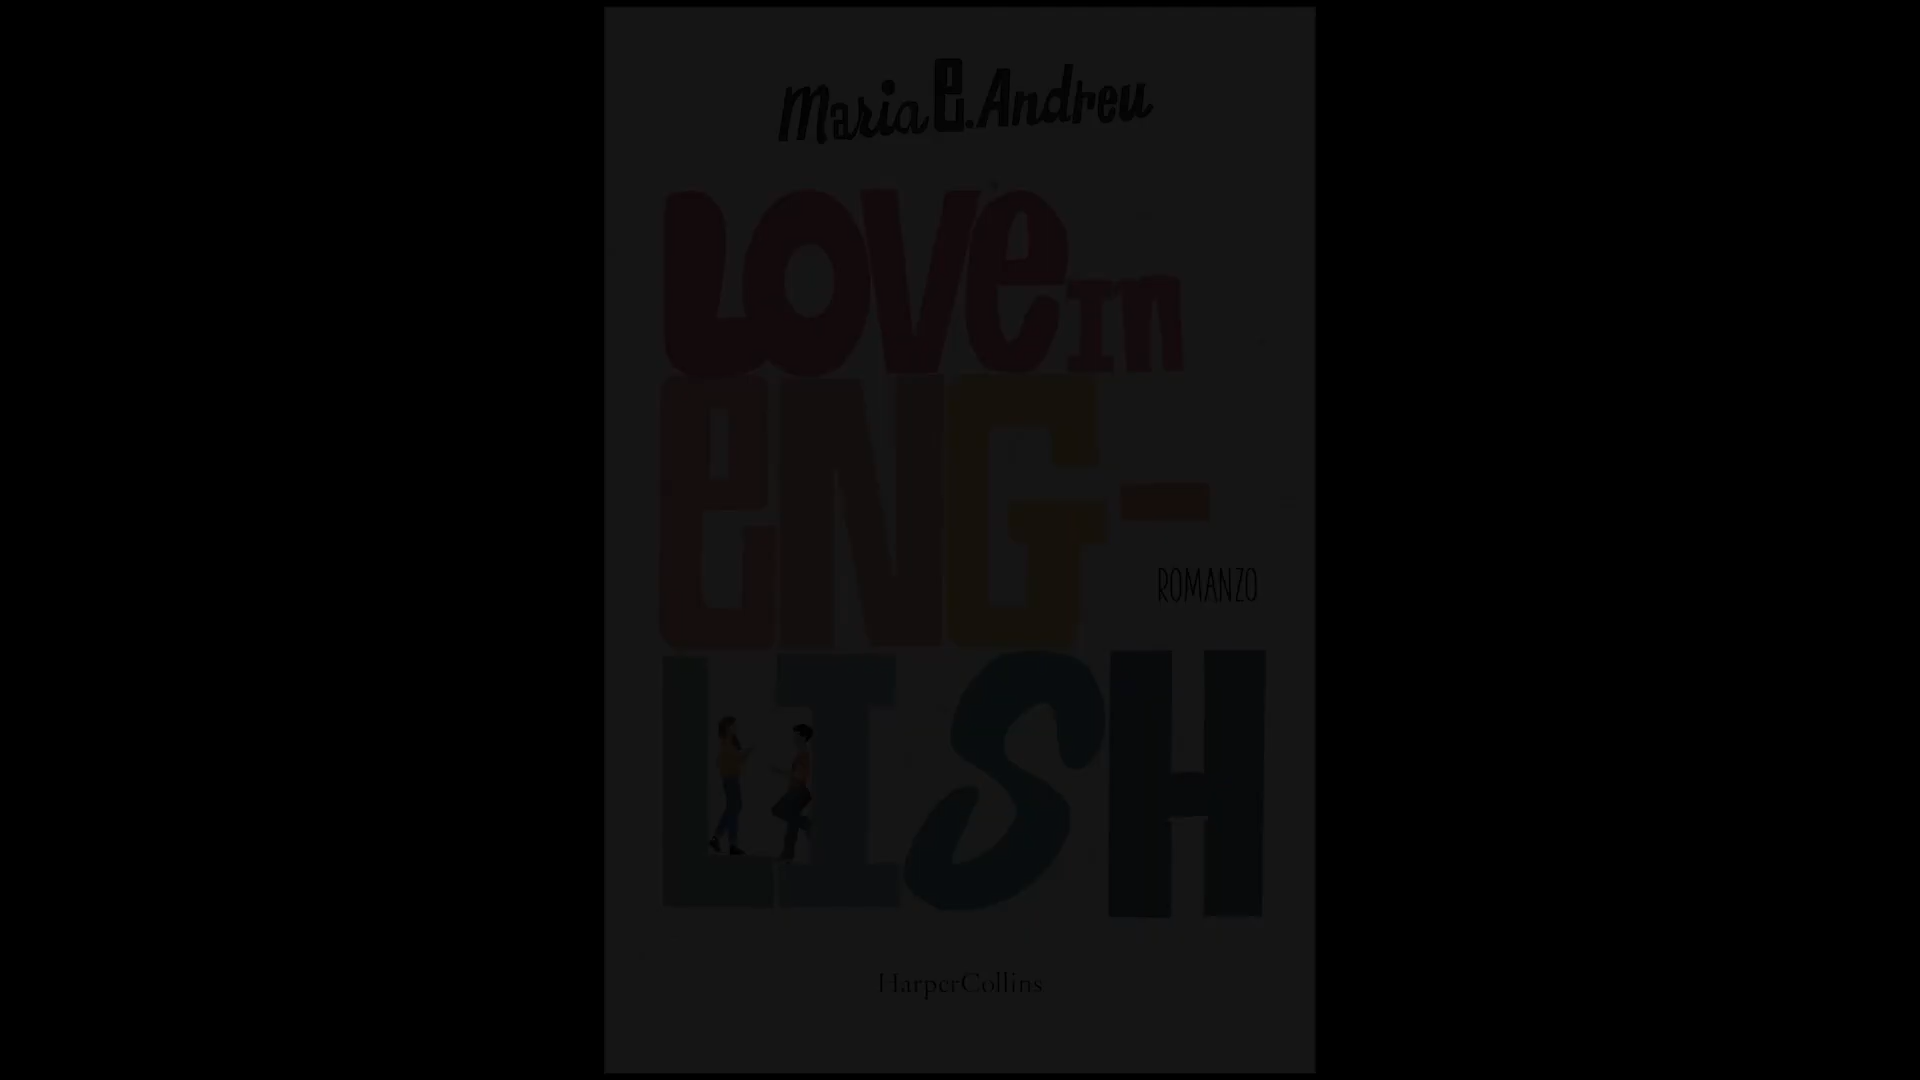 Maria E. Andreu
Love In
ENG-
ROMANZO
LISH
HarperCollins